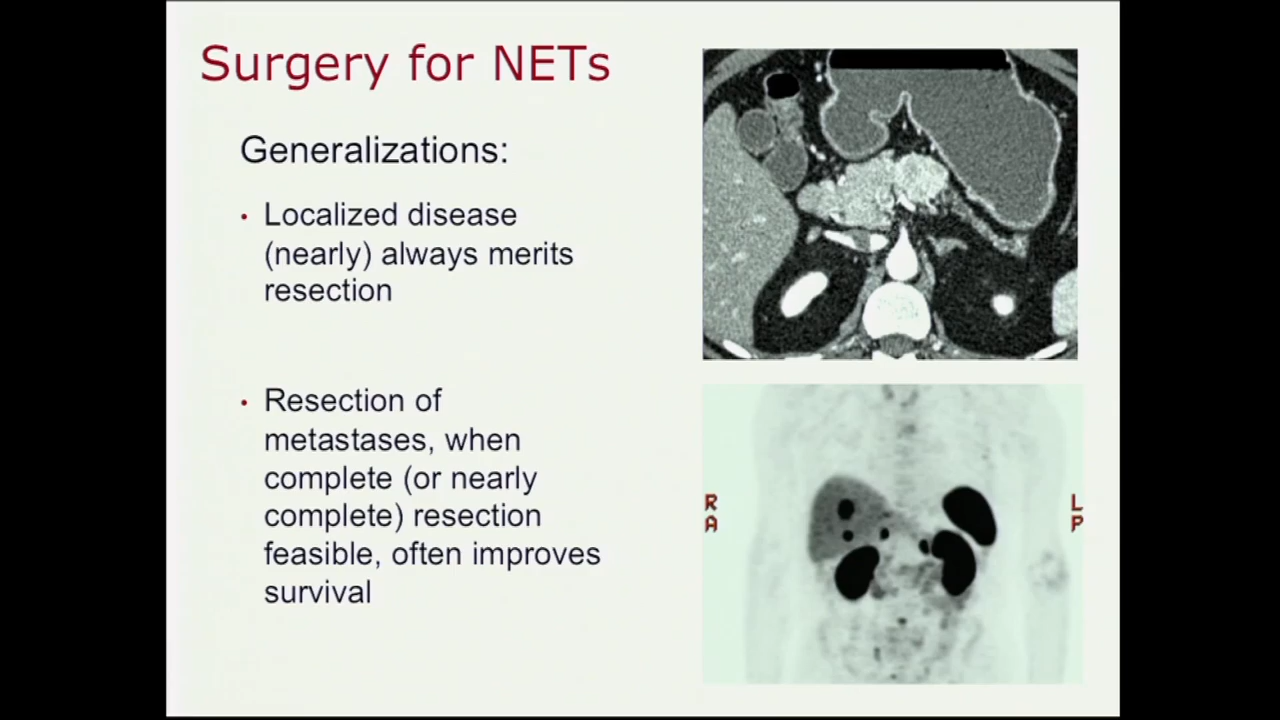 Surgery for NETs
Generalizations:
• Localized disease
(nearly) always merits
resection
• Resection of
metastases, when
complete (or nearly
complete) resection
feasible, often improves
survival
R
A
L
P